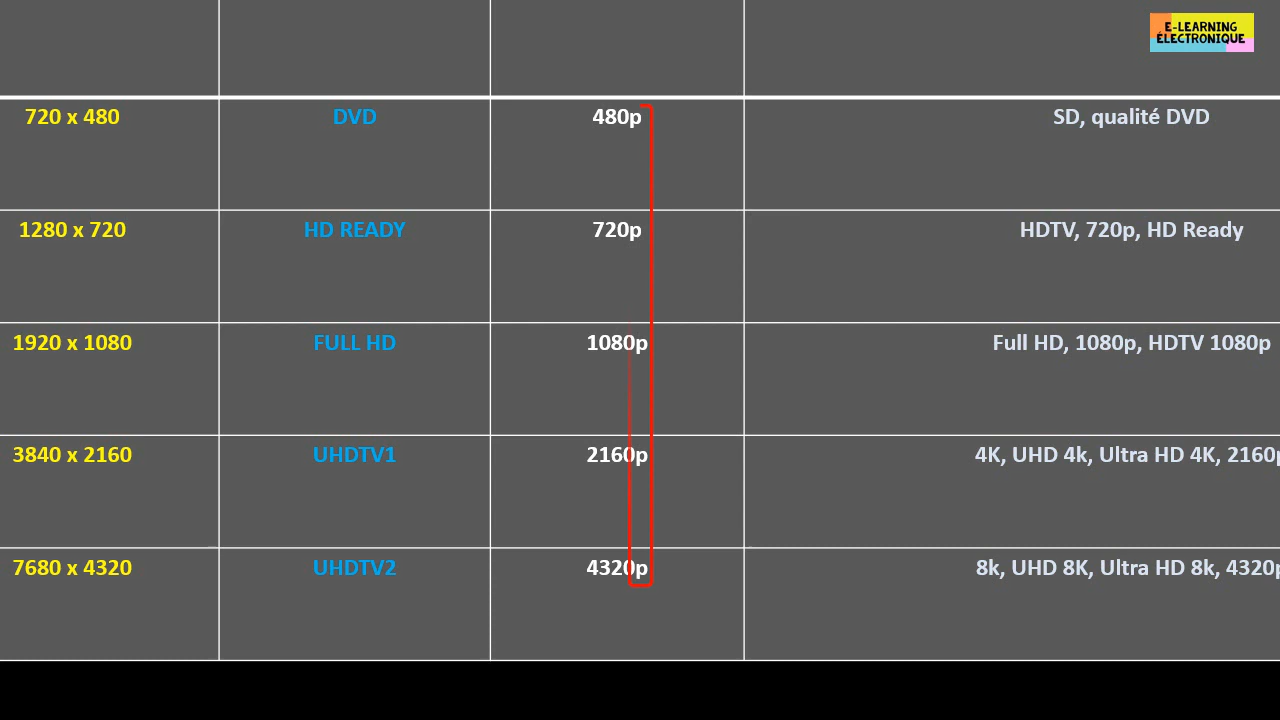 E-LEARNING
ÉLECTRONIQUE
720 x 480 DVD 480p SD, qualité DVD
1280 x 720 HD READY 720p HDTV, 720p, HD Ready
1920 x 1080 FULL HD 1080p Full HD, 1080p, HDTV 1080p
3840 x 2160 UHDTV1 2160p 4K, UHD 4k, Ultra HD 4K, 2160p
7680 x 4320 UHDTV2 4320p 8k, UHD 8K, Ultra HD 8k, 4320p